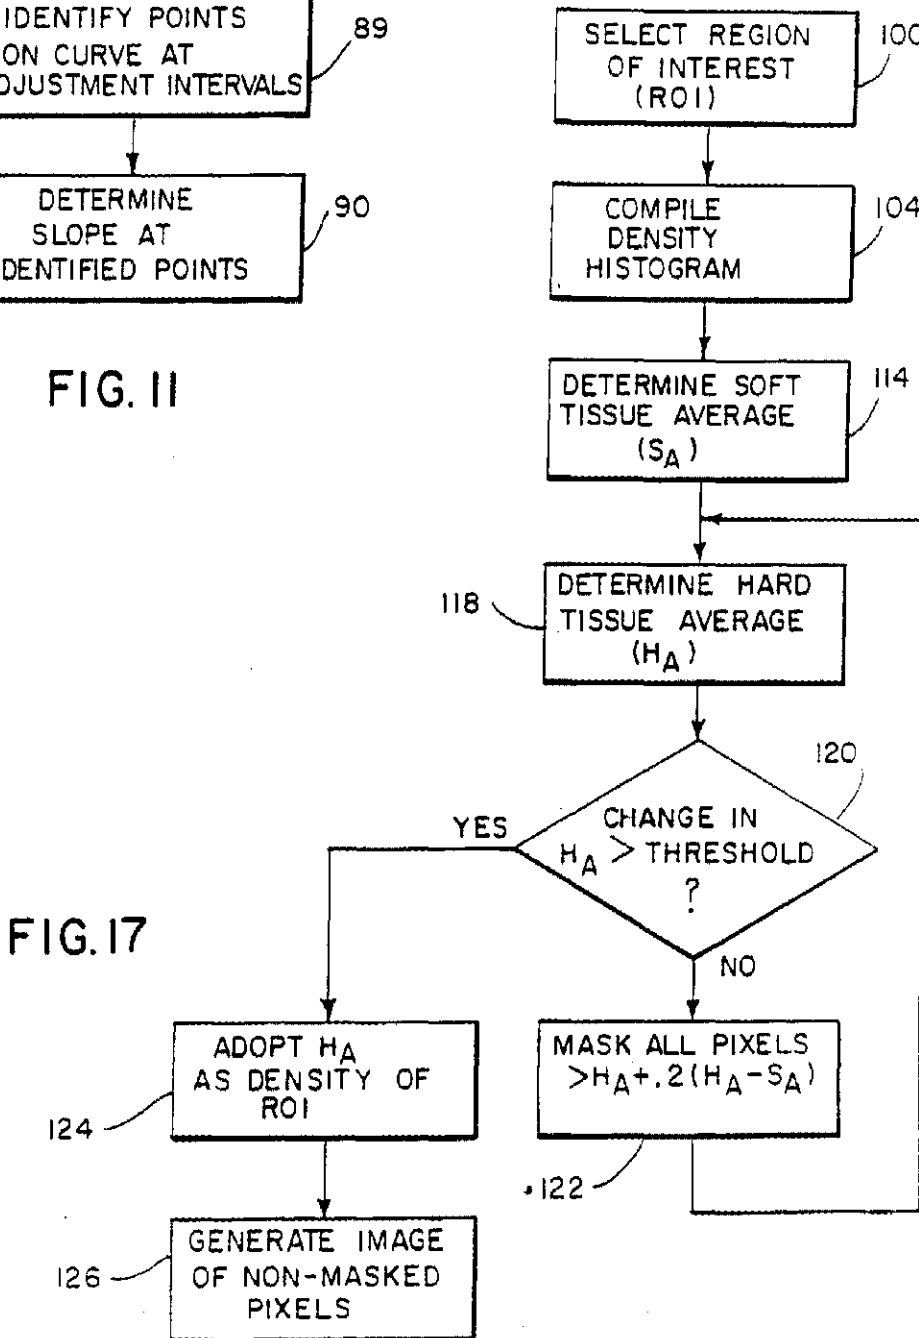 IDENTIFY POINTS
ON CURVE AT
DJUSTMENT INTERVALS
89
DETERMINE
SLOPE AT
DENTIFIED POINTS
90
FIG. 11
SELECT REGION
OF INTEREST
(ROI)
100
COMPILE
DENSITY
HISTOGRAM
104
DETERMINE SOFT
TISSUE AVERAGE
(SA)
114
DETERMINE HARD
TISSUE AVERAGE
(HA)
118
CHANGE IN
HA > THRESHOLD
?
120
YES
NO
FIG. 17
ADOPT HA
AS DENSITY OF
ROI
124
MASK ALL PIXELS
>HA+.2(HA-SA)
122
GENERATE IMAGE
OF NON-MASKED
PIXELS
126